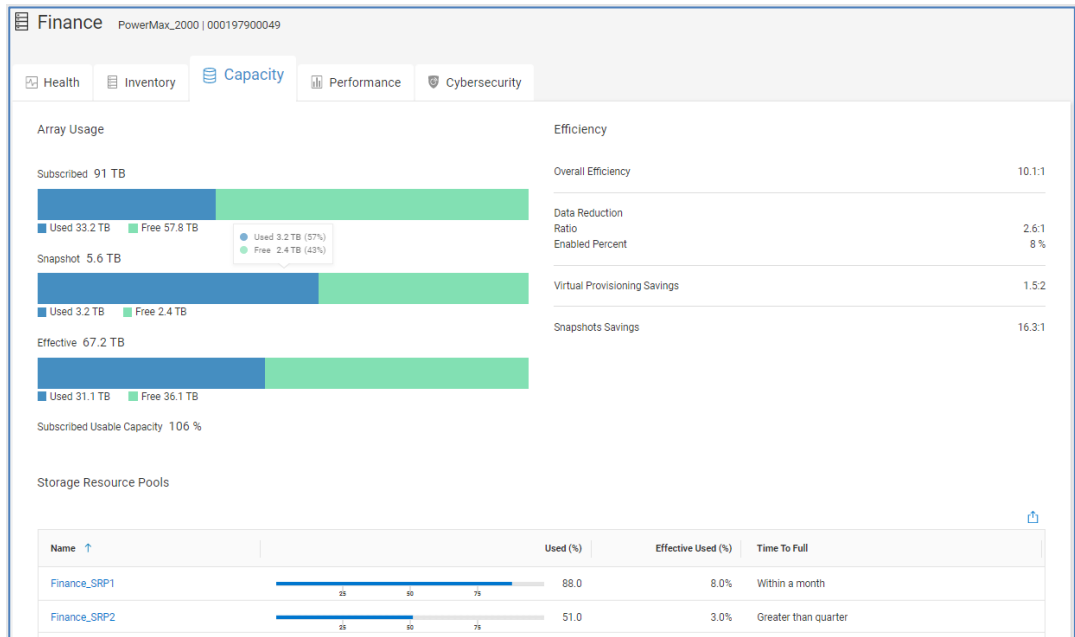 Finance PowerMax_2000 | 000197900049
Health Inventory Capacity Performance Cybersecurity
Array Usage
Subscribed 91 TB
Used 33.2 TB Free 57.8 TB
Used 3.2 TB (57%)
Free 2.4 TB (43%)
Snapshot 5.6 TB
Used 3.2 TB Free 2.4 TB
Effective 67.2 TB
Used 31.1 TB Free 36.1 TB
Subscribed Usable Capacity 106 %
Efficiency
Overall Efficiency 10.1:1
Data Reduction
Ratio 2.6:1
Enabled Percent 8 %
Virtual Provisioning Savings 1.5:2
Snapshots Savings 16.3:1
Storage Resource Pools
Name Used (%) Effective Used (%) Time To Full
Finance_SRP1 88.0 8.0% Within a month
25 50 75
Finance_SRP2 51.0 3.0% Greater than quarter
25 50 75